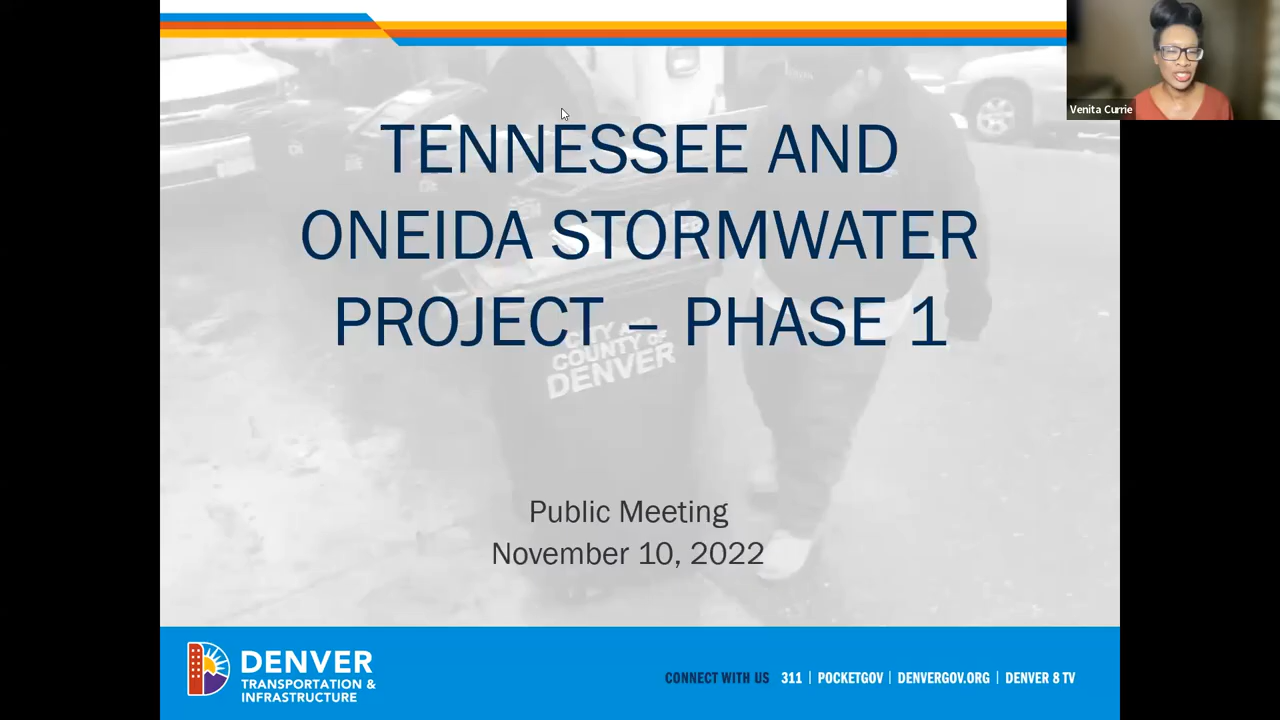 Venita Currie
TENNESSEE AND
ONEIDA STORMWATER
PROJECT – PHASE 1
CITY AND
COUNTY OF
DENVER
Public Meeting
November 10, 2022
DENVER
TRANSPORTATION &
INFRASTRUCTURE
CONNECT WITH US 311 | POCKETGOV | DENVERGOV.ORG | DENVER 8 TV